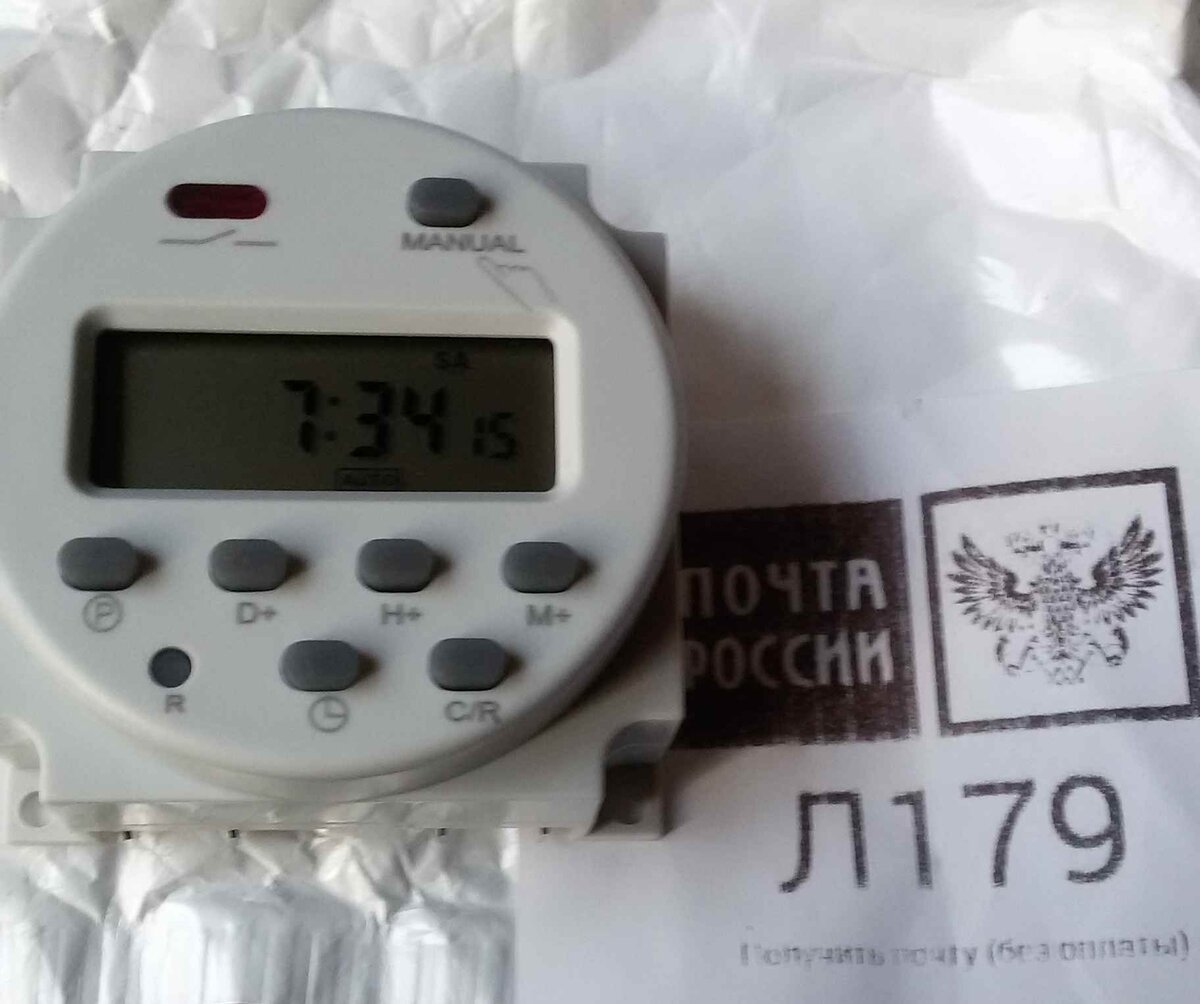 MANUAL
SA
7:34 15
AUTO
P
D+
H+
M+
R
C/R
ПОЧТА
РОССИИ
Л179
Получить почту (без оплаты)